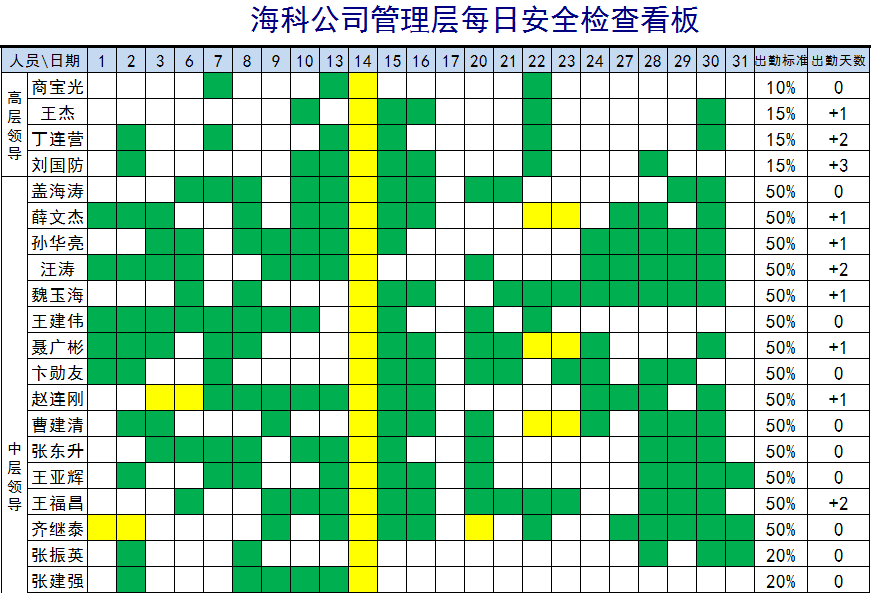 海科公司管理层每日安全检查看板
人员\日期 1 2 3 6 7 8 9 10 13 14 15 16 17 20 21 22 23 24 27 28 29 30 31 出勤标准 出勤天数
高层领导
商宝光 10% 0
王杰 15% +1
丁连营 15% +2
刘国防 15% +3
中层领导
盖海涛 50% 0
薛文杰 50% +1
孙华亮 50% +1
汪涛 50% +2
魏玉海 50% +1
王建伟 50% 0
聂广彬 50% +1
卞勋友 50% 0
赵连刚 50% +1
曹建清 50% 0
张东升 50% 0
王亚辉 50% 0
王福昌 50% +2
齐继泰 50% 0
张振英 20% 0
张建强 20% 0